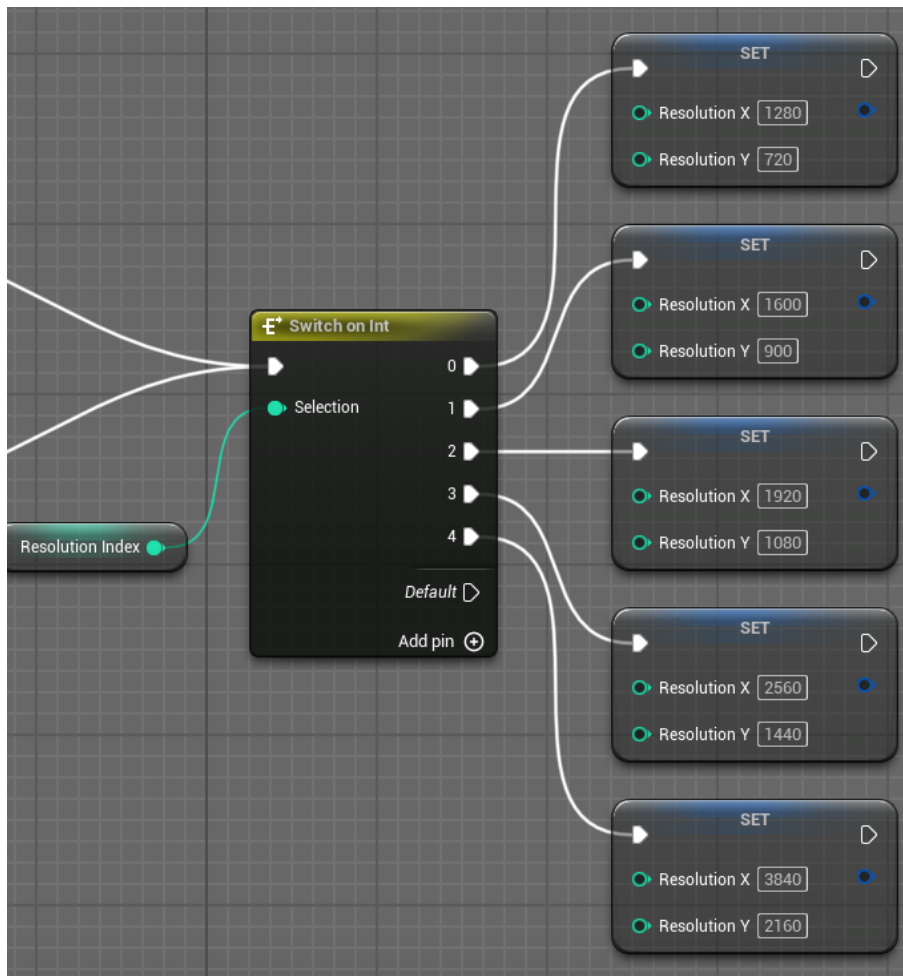 SET
Resolution X 1280
Resolution Y 720
SET
Resolution X 1600
Resolution Y 900
Switch on Int
0
Selection
1
2
3
4
Default
Add pin
Resolution Index
SET
Resolution X 1920
Resolution Y 1080
SET
Resolution X 2560
Resolution Y 1440
SET
Resolution X 3840
Resolution Y 2160